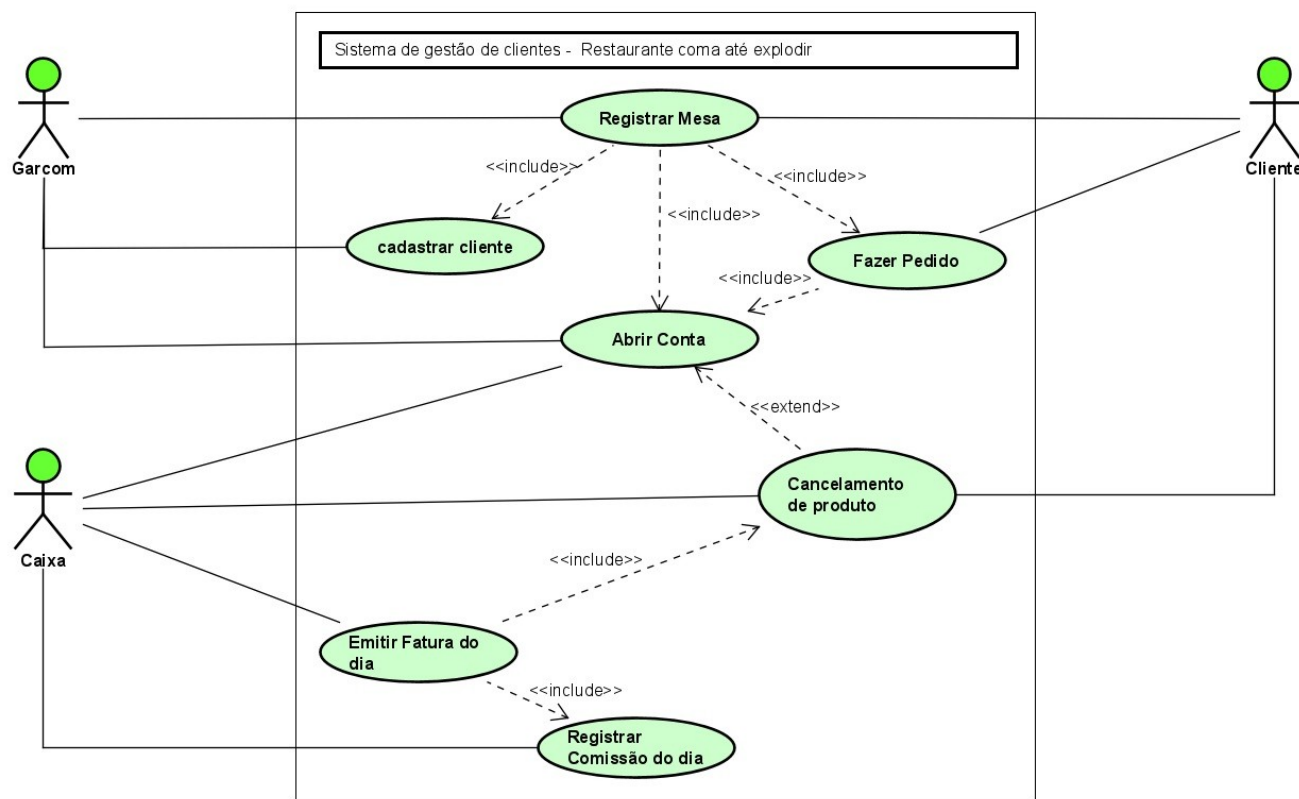 Sistema de gestão de clientes -  Restaurante coma até explodir
Registrar Mesa
Garcom
Cliente
<<include>>
<<include>>
<<include>>
cadastrar cliente
Fazer Pedido
<<include>>
Abrir Conta
<<extend>>
Cancelamento
de produto
Caixa
<<include>>
Emitir Fatura do
dia
<<include>>
Registrar
Comissão do dia